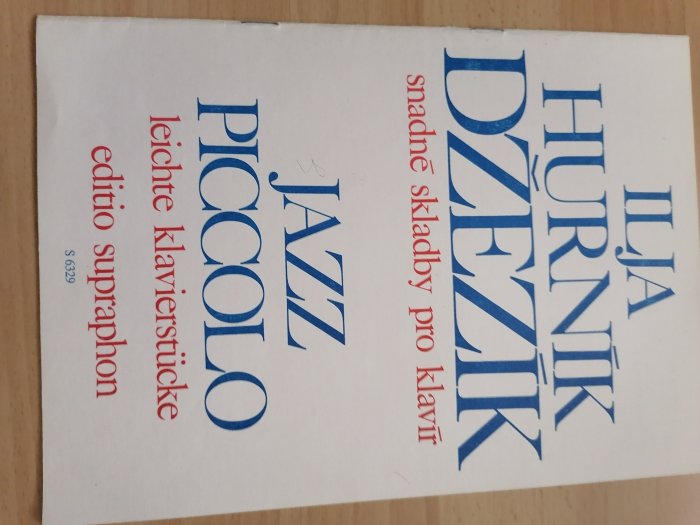 ILJA
HURNÍK
DŽEZÍK
snadné skladby pro klavír
JAZZ
PICCOLO
leichte klavierstücke
editio supraphon
S 6329